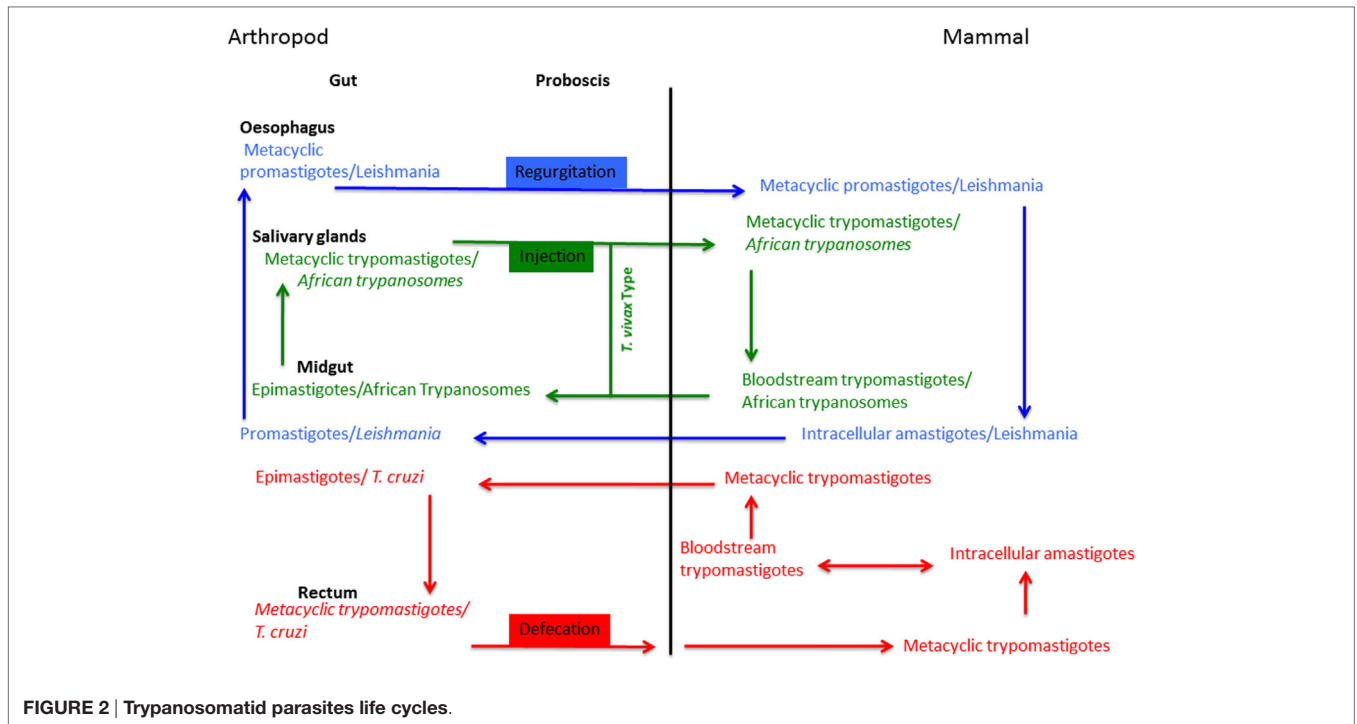 Arthropod
Mammal
Gut
Proboscis
Oesophagus
Metacyclic
promastigotes/Leishmania
Regurgitation
Metacyclic promastigotes/Leishmania
Salivary glands
Metacyclic trypomastigotes/
African trypanosomes
Injection
T. vivax Type
Metacyclic trypomastigotes/
African trypanosomes
Midgut
Epimastigotes/African Trypanosomes
Bloodstream trypomastigotes/
African trypanosomes
Promastigotes/Leishmania
Intracellular amastigotes/Leishmania
Epimastigotes/ T. cruzi
Metacyclic trypomastigotes
Bloodstream
trypomastigotes
Intracellular amastigotes
Rectum
Metacyclic trypomastigotes/
T. cruzi
Defecation
Metacyclic trypomastigotes
FIGURE 2 | Trypanosomatid parasites life cycles.